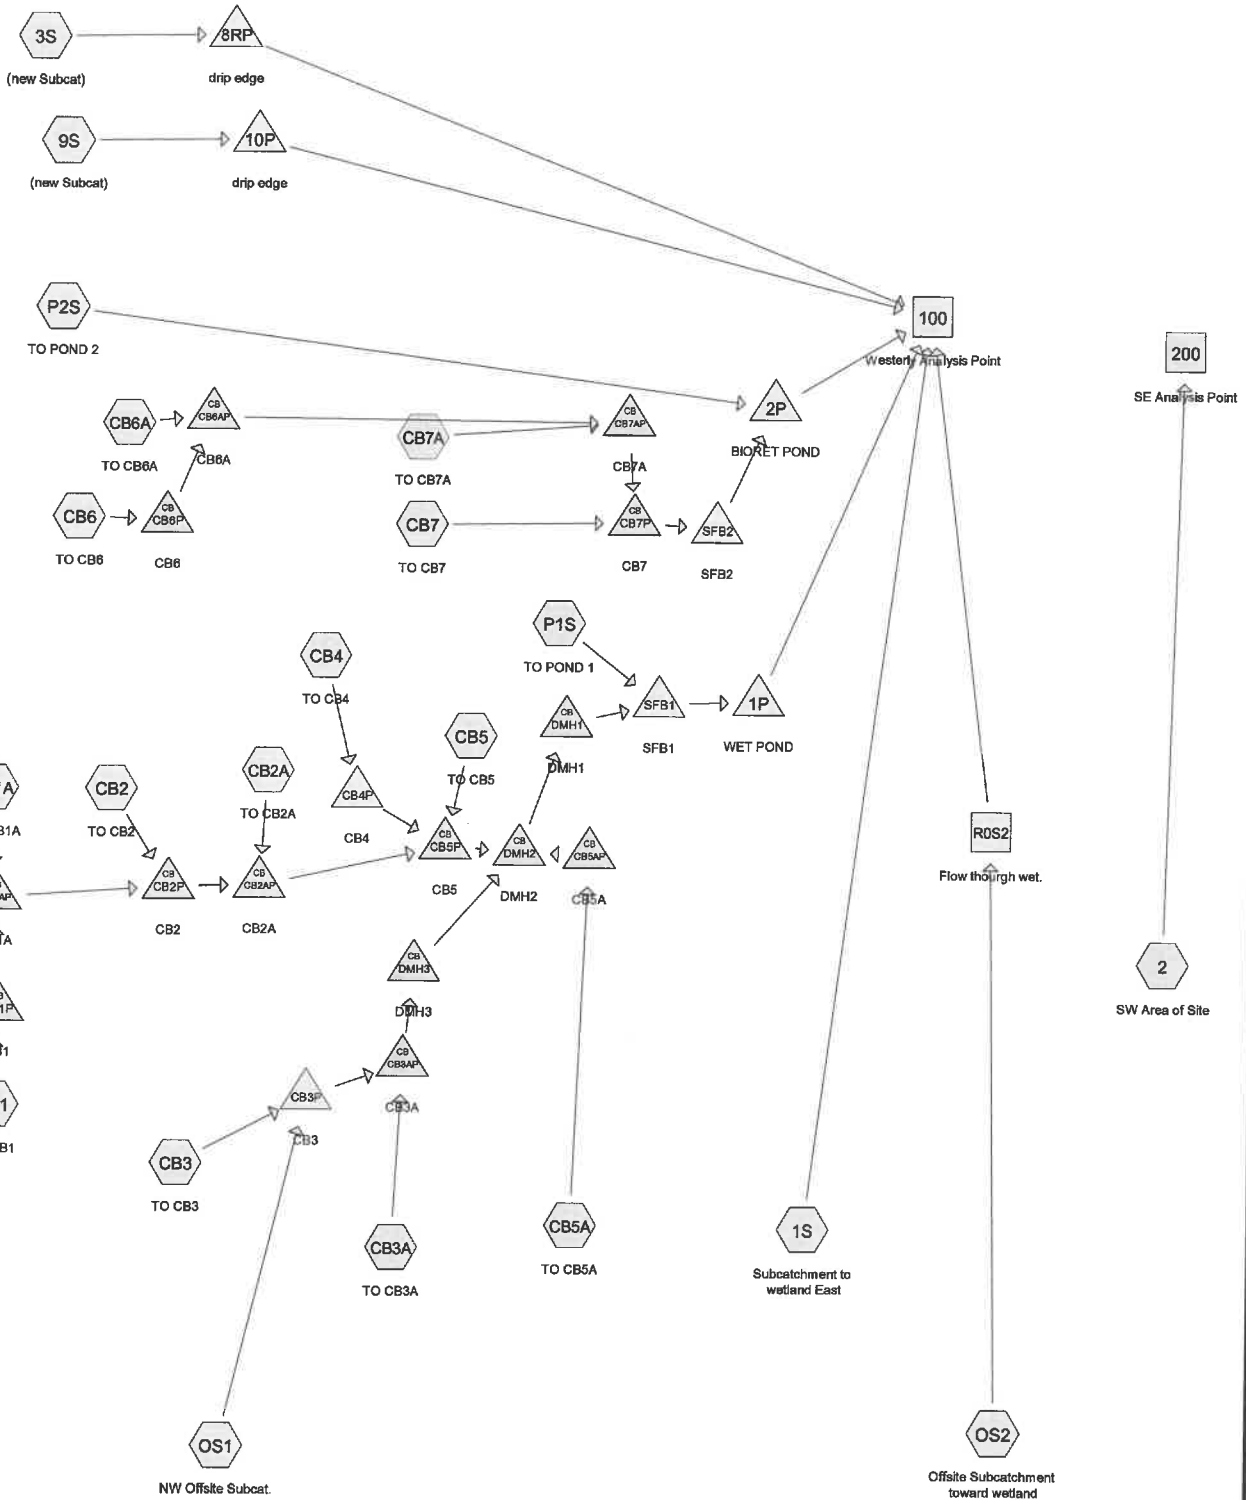 3S
8RP
(new Subcat)
drip edge
9S
10P
(new Subcat)
drip edge
P2S
TO POND 2
100
Westerly Analysis Point
200
SE Analysis Point
CB6A
TO CB6A
CB
CB6AP
CB6A
CB7A
TO CB7A
CB
CB7AP
CB7A
2P
BIORET POND
CB6
TO CB6
CB
CB6P
CB6
CB7
TO CB7
CB
CB7P
CB7
SFB2
SFB2
P1S
TO POND 1
CB4
TO CB4
SFB1
SFB1
1P
WET POND
CB
DMH1
DMH1
CB5
TO CB5
A
B1A
CB2
TO CB2
CB2A
TO CB2A
CB4P
CB4
CB
CB5P
CB5
CB
DMH2
DMH2
CB
CB5AP
CB5A
R0S2
Flow thourgh wet.
AP
CB
CB2P
CB2
CB
CB2AP
CB2A
CB
DMH3
DMH3
2
SW Area of Site
1P
CB
CB3AP
CB3A
CB3P
CB3
1
B1
CB3
TO CB3
CB3A
TO CB3A
CB5A
TO CB5A
1S
Subcatchment to
wetland East
OS1
NW Offsite Subcat.
OS2
Offsite Subcatchment
toward wetland